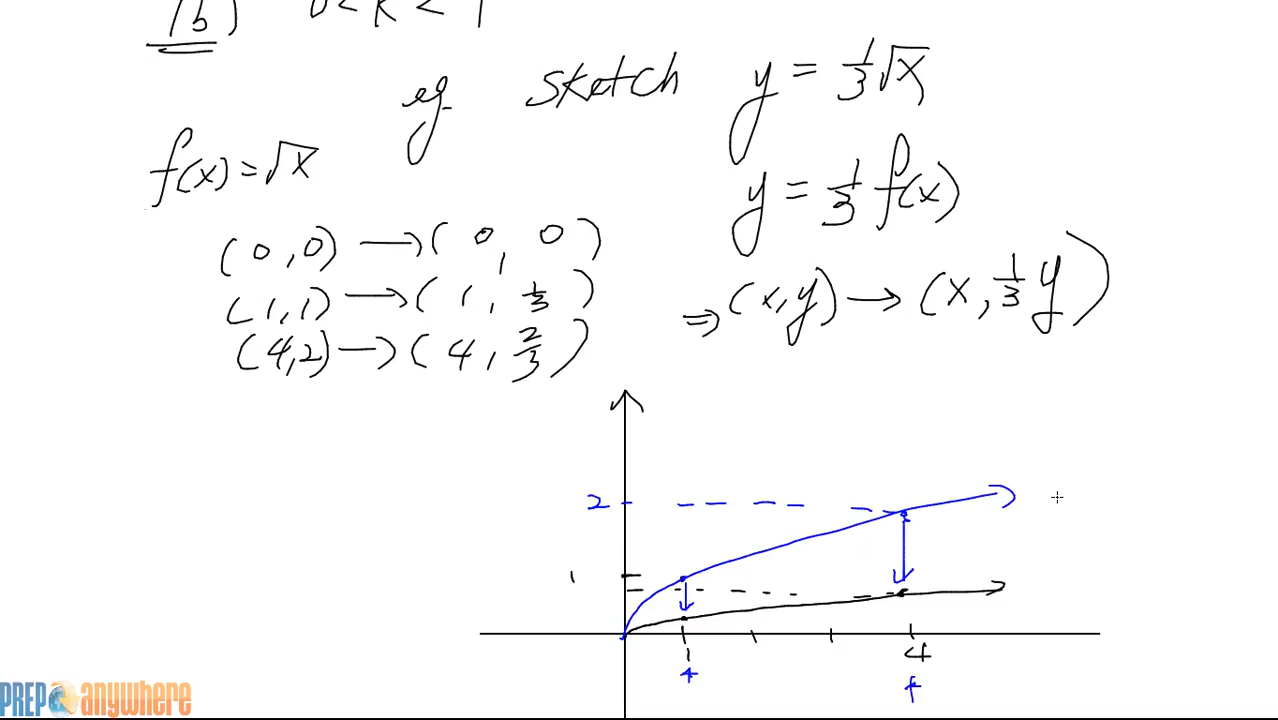 1b) 0 < k < 1
eg. sketch y = 1/3 √x
f(x) = √x
y = 1/3 f(x)
(0,0) → (0, 0)
(1,1) → (1, 1/3)
(4,2) → (4, 2/3)
⇒ (x,y) → (x, 1/3 y)
2
1
1
4
PREP anywhere